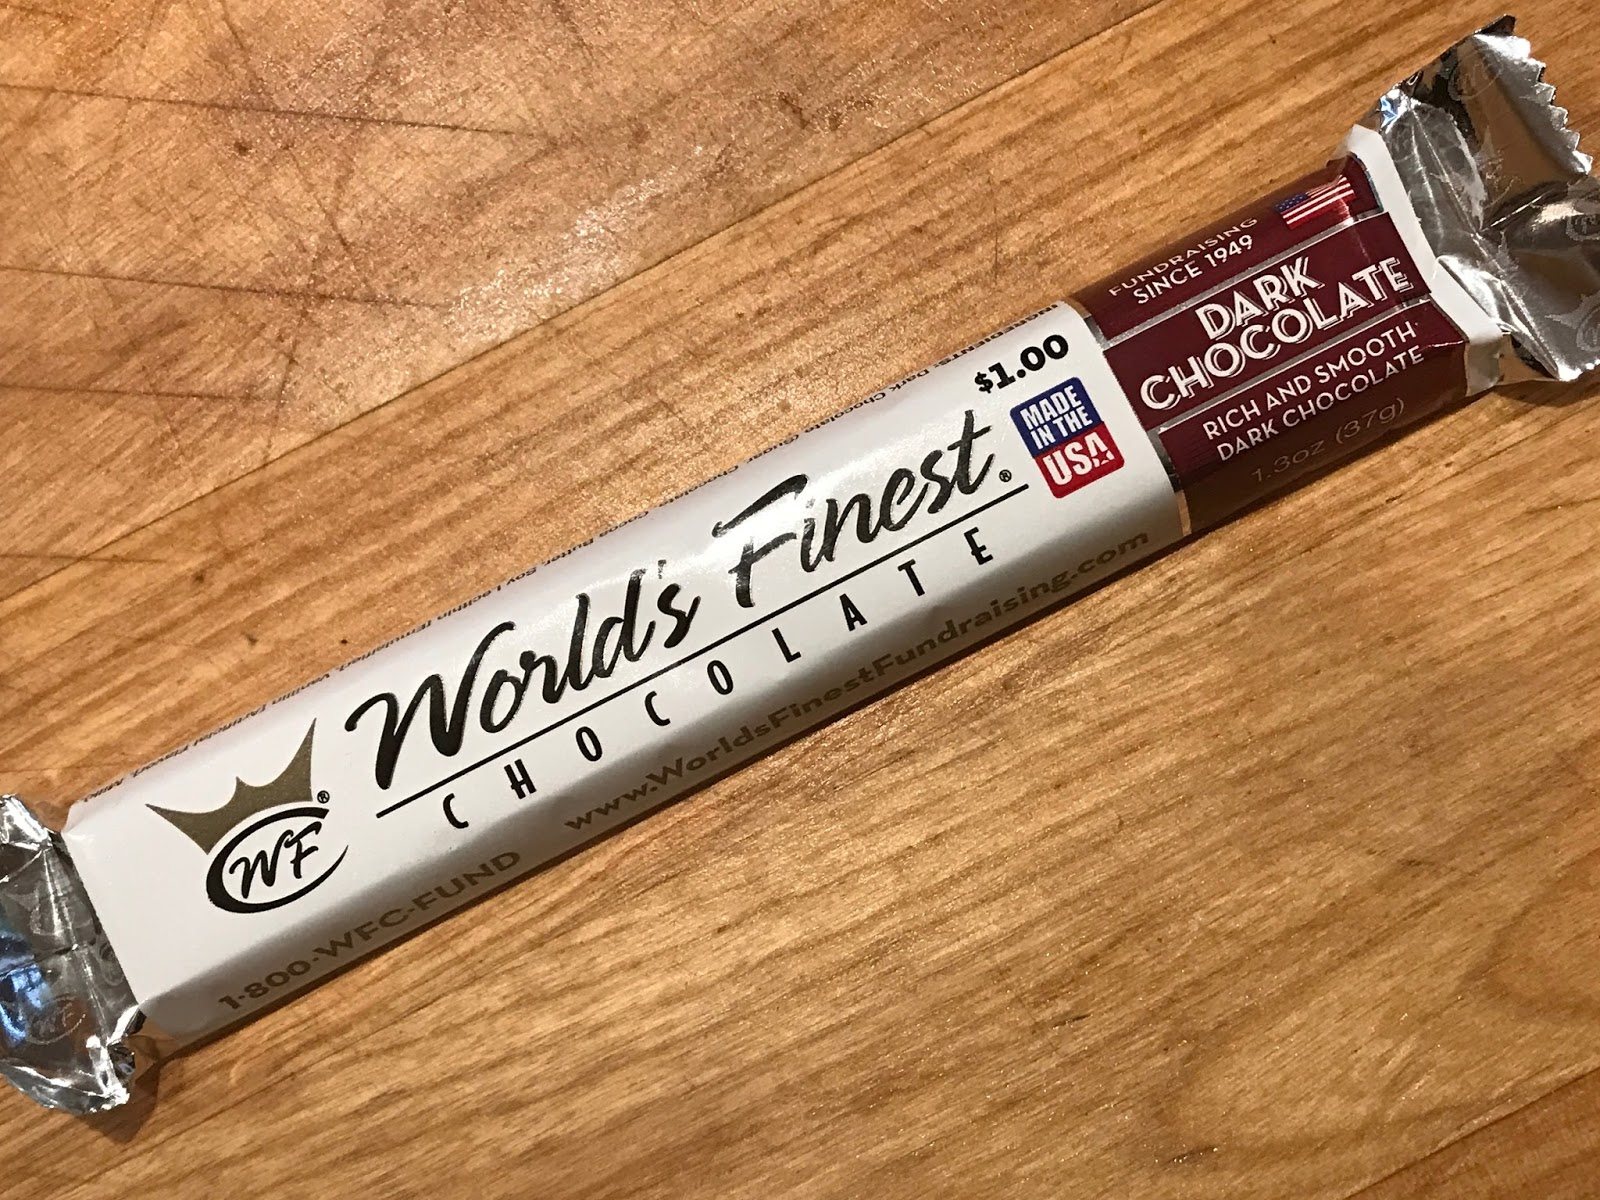 FUNDRAISING
SINCE 1949
DARK
CHOCOLATE
RICH AND SMOOTH
DARK CHOCOLATE
1.3oz (37g)
$1.00
MADE
IN THE
USA
World's Finest®
CHOCOLATE
WF®
1-800-WFC-FUND www.WorldsFinestFundraising.com